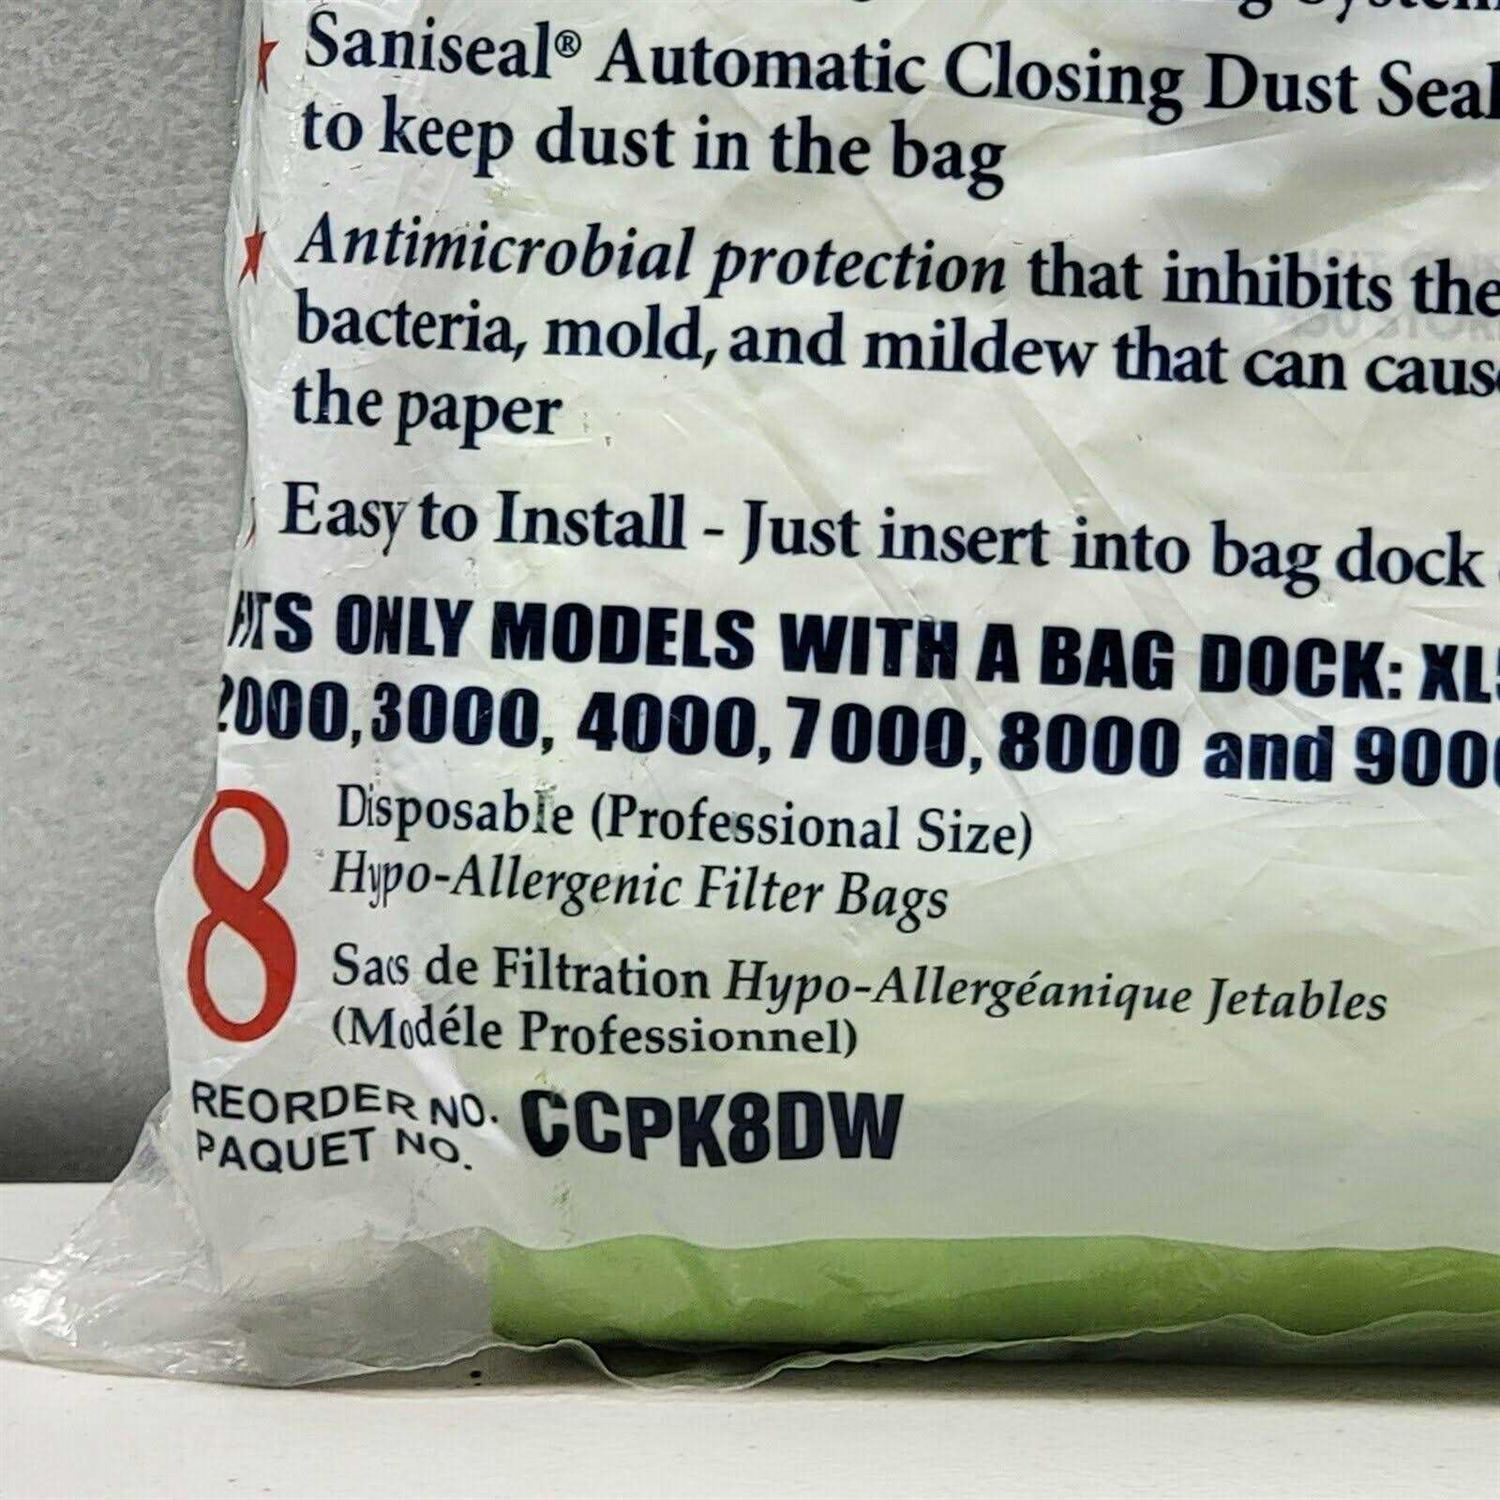 Saniseal® Automatic Closing Dust Seal
to keep dust in the bag
Antimicrobial protection that inhibits the
bacteria, mold, and mildew that can cause
the paper
Easy to Install - Just insert into bag dock
FITS ONLY MODELS WITH A BAG DOCK: XL
2000, 3000, 4000, 7000, 8000 and 9000
8
Disposable (Professional Size)
Hypo-Allergenic Filter Bags
Sacs de Filtration Hypo-Allergéanique Jetables
(Modéle Professionnel)
REORDER NO. CCPK8DW
PAQUET NO.